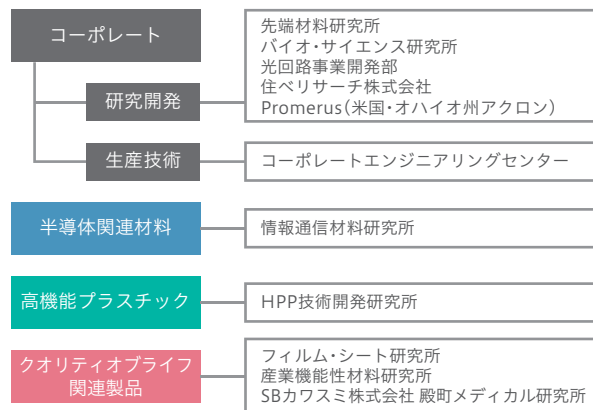 コーポレート
先端材料研究所
バイオ・サイエンス研究所
光回路事業開発部
住ベリサーチ株式会社
Promerus(米国・オハイオ州アクロン)
研究開発
生産技術
コーポレートエンジニアリングセンター
半導体関連材料
情報通信材料研究所
高機能プラスチック
HPP技術開発研究所
クオリティオブライフ
関連製品
フィルム・シート研究所
産業機能性材料研究所
SBカワスミ株式会社 殿町メディカル研究所